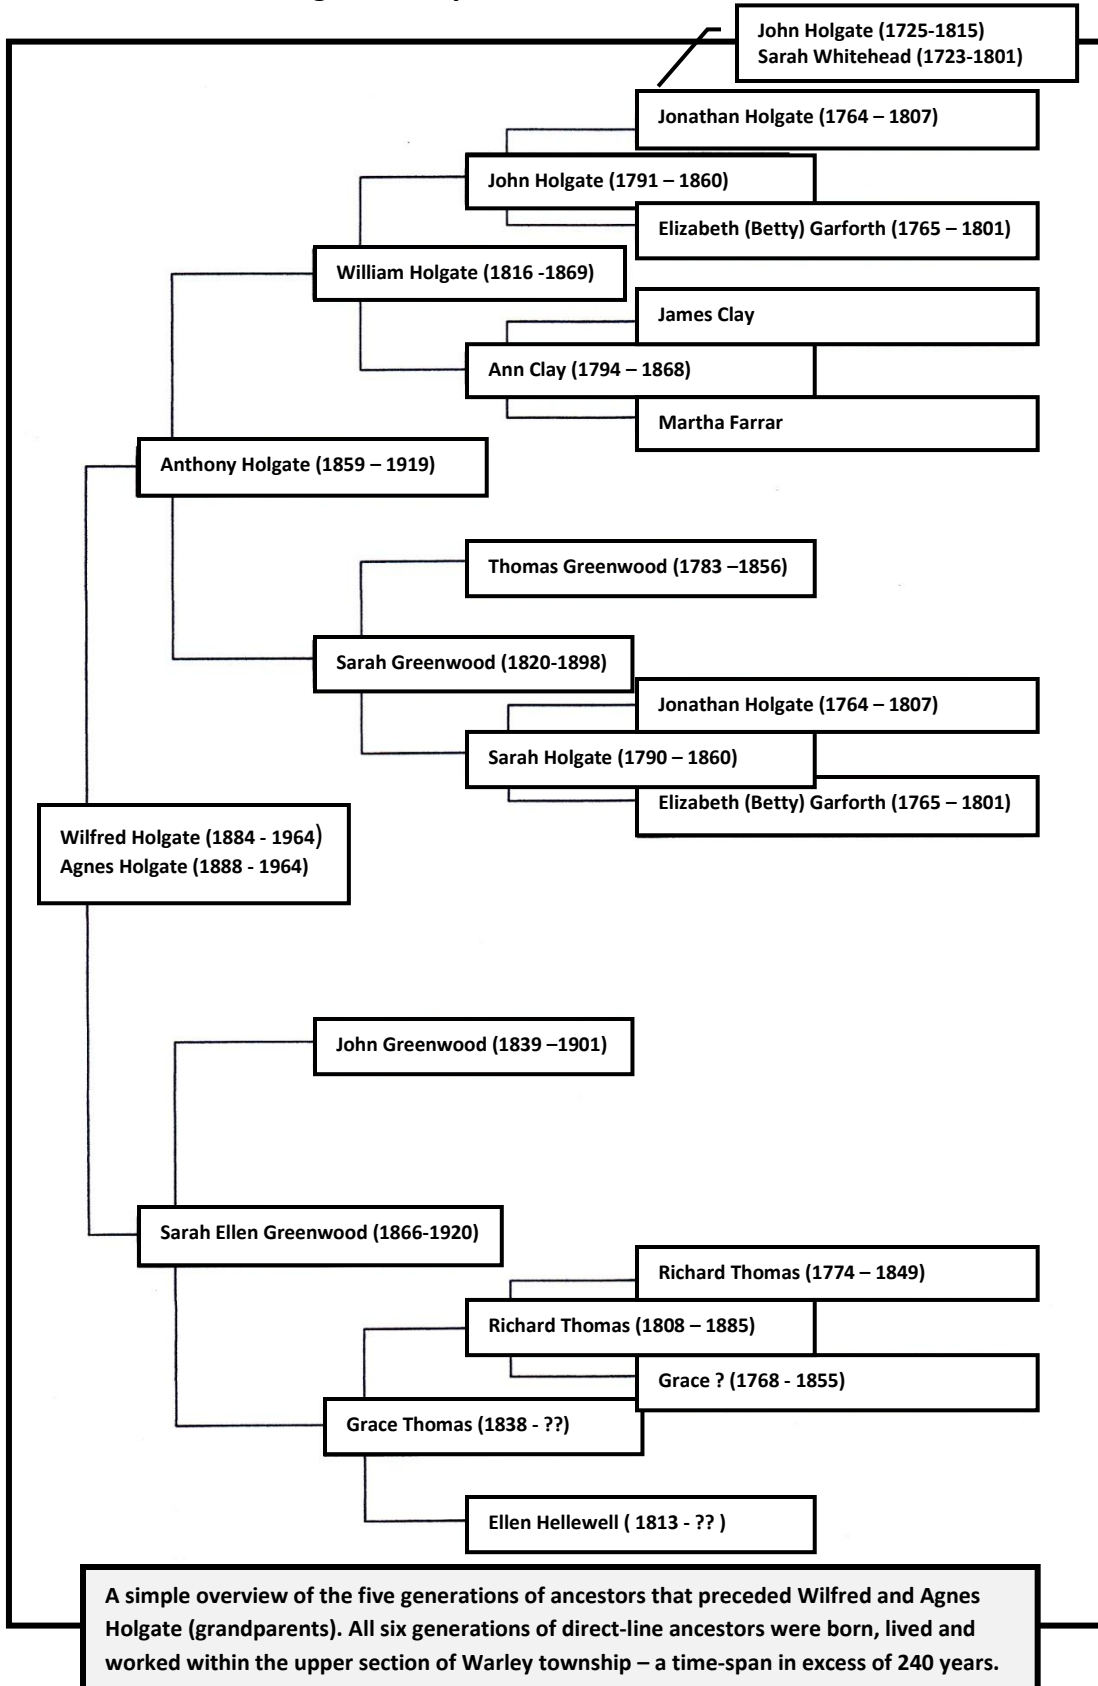 John Holgate (1725-1815)
Sarah Whitehead (1723-1801)
Jonathan Holgate (1764 – 1807)
John Holgate (1791 – 1860)
Elizabeth (Betty) Garforth (1765 – 1801)
William Holgate (1816 -1869)
James Clay
Ann Clay (1794 – 1868)
Martha Farrar
Anthony Holgate (1859 – 1919)
Thomas Greenwood (1783 –1856)
Sarah Greenwood (1820-1898)
Jonathan Holgate (1764 – 1807)
Sarah Holgate (1790 – 1860)
Elizabeth (Betty) Garforth (1765 – 1801)
Wilfred Holgate (1884 - 1964)
Agnes Holgate (1888 - 1964)
John Greenwood (1839 –1901)
Sarah Ellen Greenwood (1866-1920)
Richard Thomas (1774 – 1849)
Richard Thomas (1808 – 1885)
Grace ? (1768 - 1855)
Grace Thomas (1838 - ??)
Ellen Hellewell ( 1813 - ?? )
A simple overview of the five generations of ancestors that preceded Wilfred and Agnes
Holgate (grandparents). All six generations of direct-line ancestors were born, lived and
worked within the upper section of Warley township – a time-span in excess of 240 years.